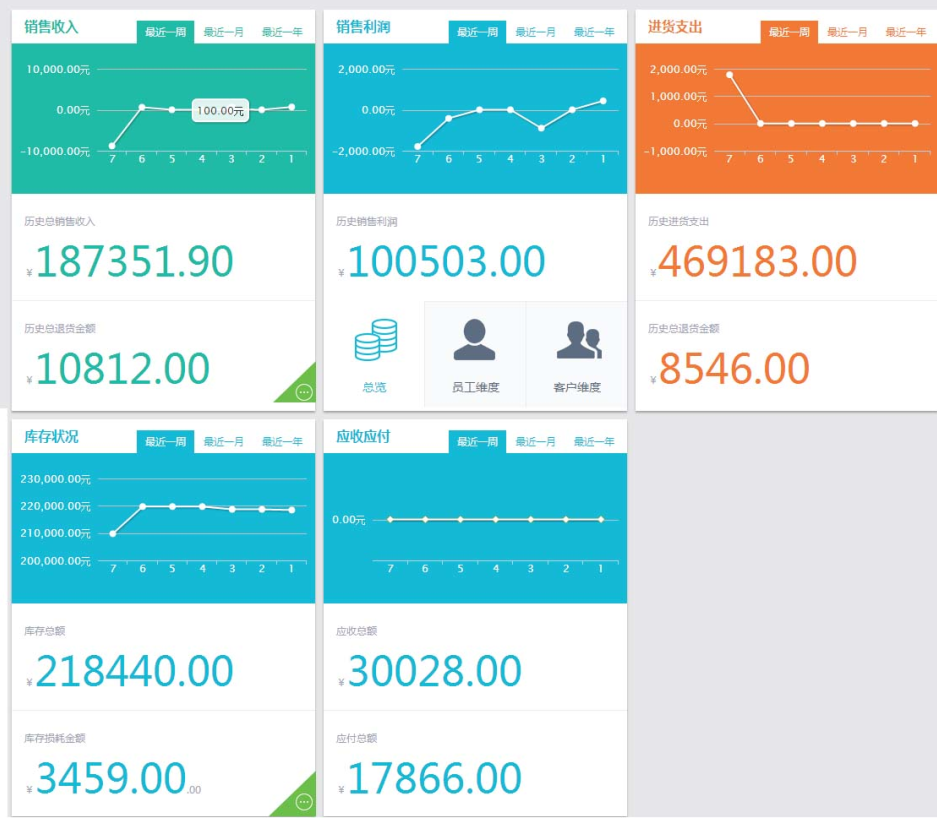 销售收入
最近一周 最近一月 最近一年
10,000.00元
0.00元
100.00元
-10,000.00元
7 6 5 4 3 2 1
历史总销售收入
¥187351.90
历史总退货金额
¥10812.00
销售利润
最近一周 最近一月 最近一年
2,000.00元
0.00元
-2,000.00元
7 6 5 4 3 2 1
历史销售利润
¥100503.00
总览 员工维度 客户维度
进货支出
最近一周 最近一月 最近一年
2,000.00元
1,000.00元
0.00元
-1,000.00元
7 6 5 4 3 2 1
历史进货支出
¥469183.00
历史总退货金额
¥8546.00
库存状况
最近一周 最近一月 最近一年
230,000.00元
220,000.00元
210,000.00元
200,000.00元
7 6 5 4 3 2 1
库存总额
¥218440.00
库存损耗金额
¥3459.00.00
应收应付
最近一周 最近一月 最近一年
0.00元
7 6 5 4 3 2 1
应收总额
¥30028.00
应付总额
¥17866.00